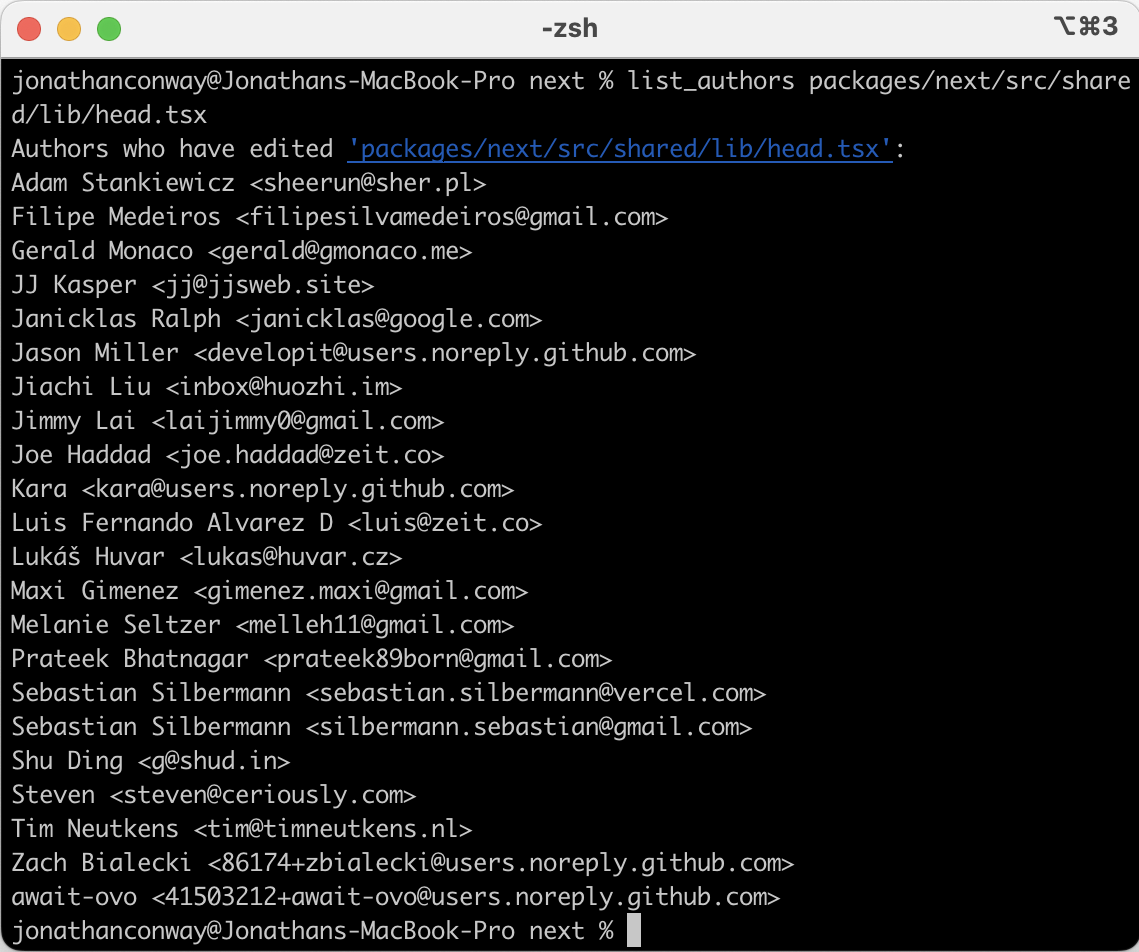 -zsh
⌥⌘3
jonathanconway@Jonathans-MacBook-Pro next % list_authors packages/next/src/share
d/lib/head.tsx
Authors who have edited 'packages/next/src/shared/lib/head.tsx':
Adam Stankiewicz <sheerun@sher.pl>
Filipe Medeiros <filipesilvamedeiros@gmail.com>
Gerald Monaco <gerald@gmonaco.me>
JJ Kasper <jj@jjsweb.site>
Janicklas Ralph <janicklas@google.com>
Jason Miller <developit@users.noreply.github.com>
Jiachi Liu <inbox@huozhi.im>
Jimmy Lai <laijimmy0@gmail.com>
Joe Haddad <joe.haddad@zeit.co>
Kara <kara@users.noreply.github.com>
Luis Fernando Alvarez D <luis@zeit.co>
Lukáš Huvar <lukas@huvar.cz>
Maxi Gimenez <gimenez.maxi@gmail.com>
Melanie Seltzer <melleh11@gmail.com>
Prateek Bhatnagar <prateek89born@gmail.com>
Sebastian Silbermann <sebastian.silbermann@vercel.com>
Sebastian Silbermann <silbermann.sebastian@gmail.com>
Shu Ding <g@shud.in>
Steven <steven@ceriously.com>
Tim Neutkens <tim@timneutkens.nl>
Zach Bialecki <86174+zbialecki@users.noreply.github.com>
await-ovo <41503212+await-ovo@users.noreply.github.com>
jonathanconway@Jonathans-MacBook-Pro next %